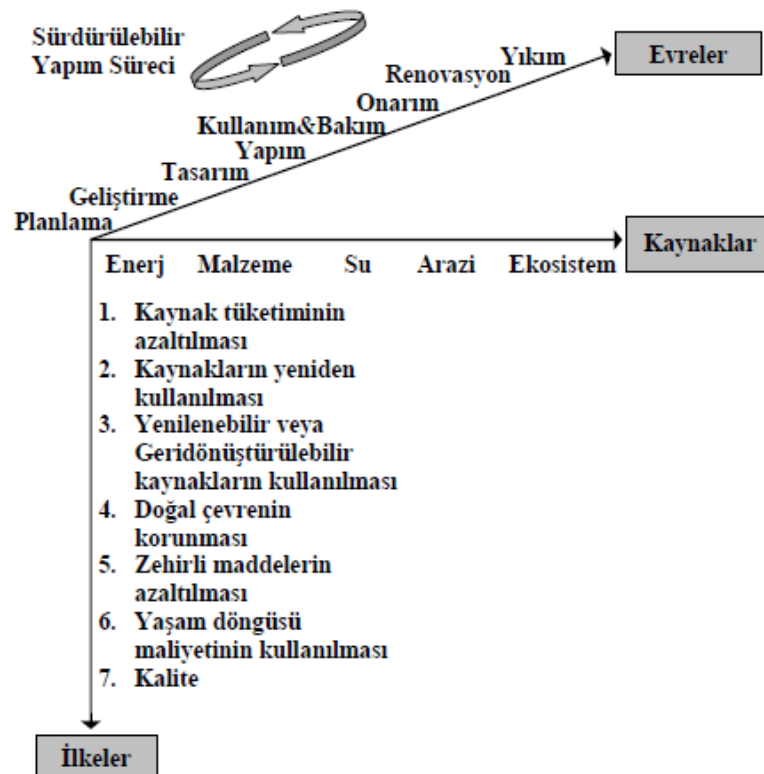 Sürdürülebilir
Yapım Süreci
Yıkım
Evreler
Renovasyon
Onarım
Kullanım&Bakım
Yapım
Tasarım
Geliştirme
Planlama
Kaynaklar
Enerj Malzeme Su Arazi Ekosistem
1. Kaynak tüketiminin
azaltılması
2. Kaynakların yeniden
kullanılması
3. Yenilenebilir veya
Geridönüştürülebilir
kaynakların kullanılması
4. Doğal çevrenin
korunması
5. Zehirli maddelerin
azaltılması
6. Yaşam döngüsü
maliyetinin kullanılması
7. Kalite
İlkeler